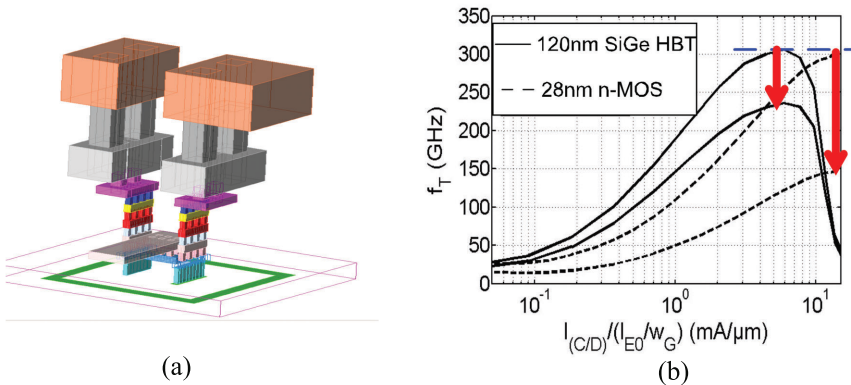 350
300
250
200
150
100
50
0
f_T (GHz)
120nm SiGe HBT
28nm n-MOS
10^-1
10^0
10^1
I_(C/D)/(l_E0/w_G) (mA/μm)
(a)
(b)